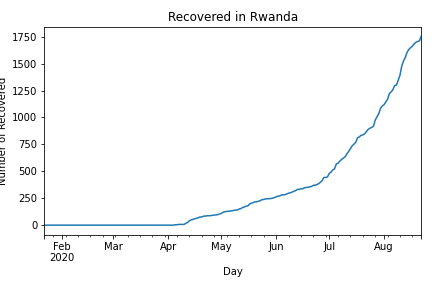 Recovered in Rwanda
Number of Recovered
1750
1500
1250
1000
750
500
250
0
Feb
2020
Mar
Apr
May
Jun
Jul
Aug
Day